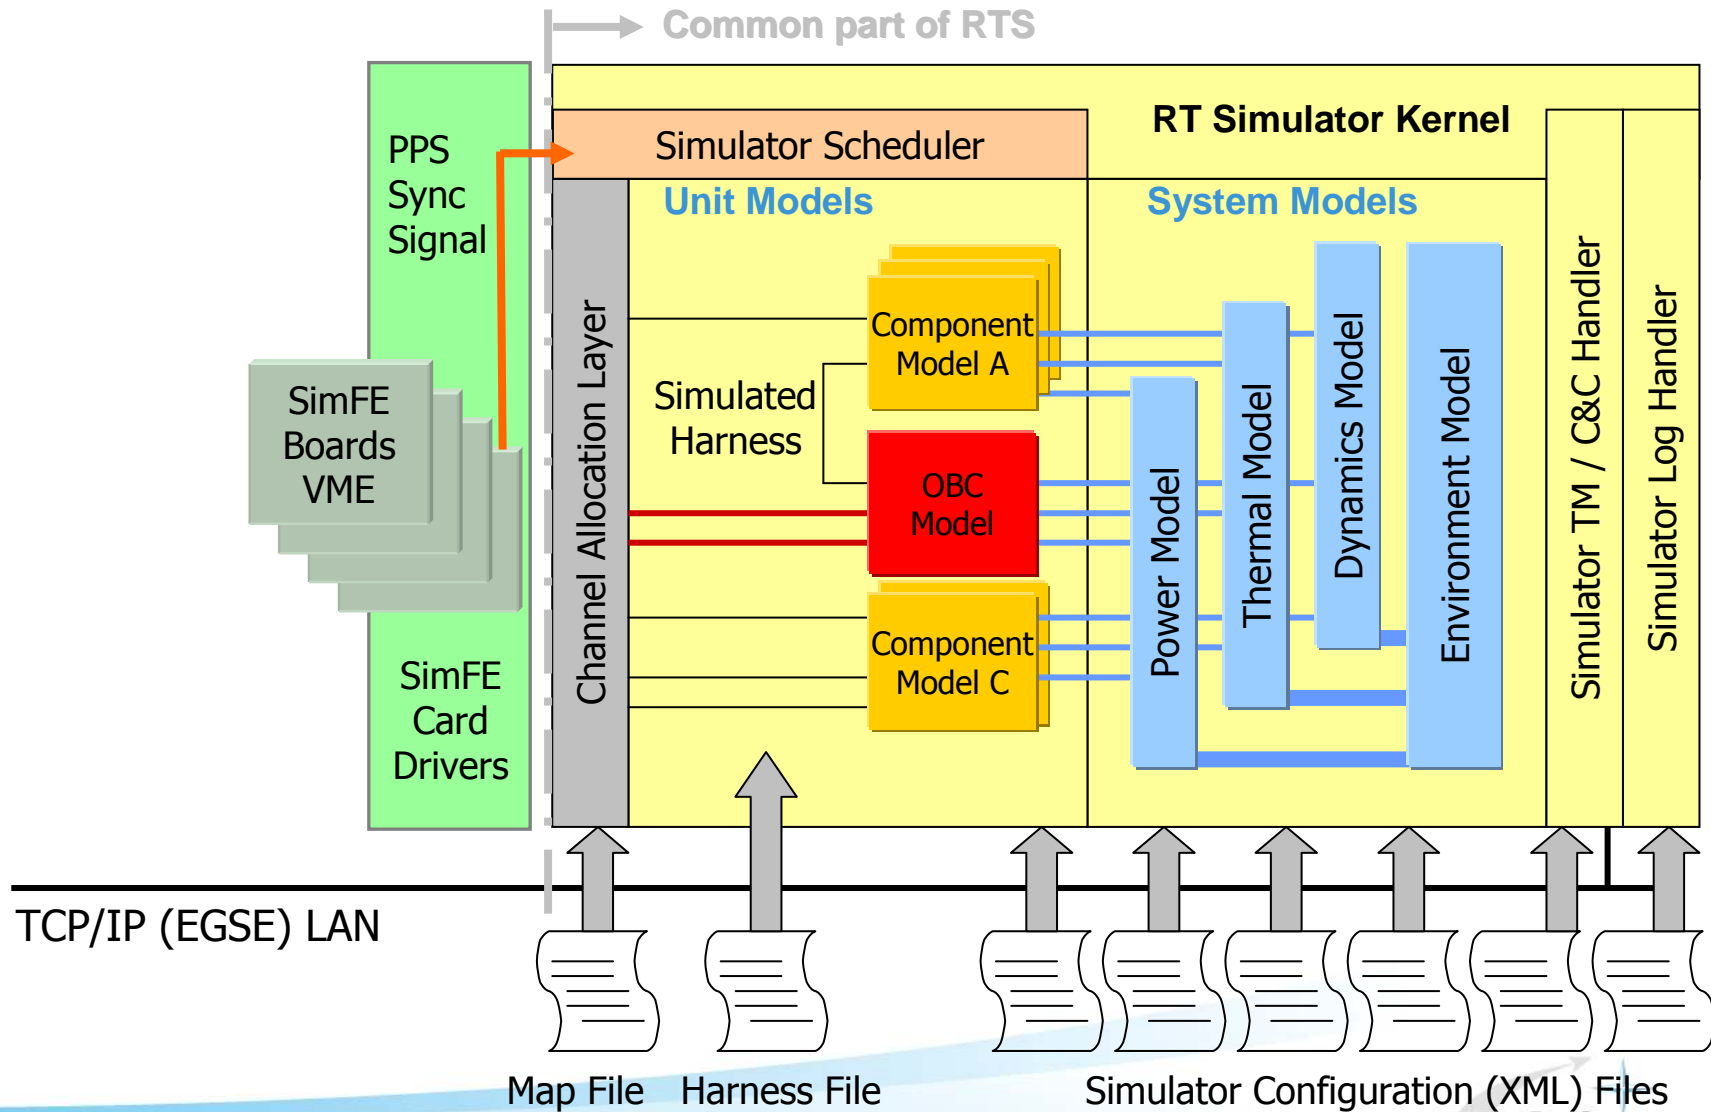 Common part of RTS
RT Simulator Kernel
PPS
Sync
Signal
Simulator Scheduler
Unit Models
System Models
Channel Allocation Layer
Component
Model A
Simulated
Harness
SimFE
Boards
VME
OBC
Model
Component
Model C
Power Model
Thermal Model
Dynamics Model
Environment Model
Simulator TM / C&C Handler
Simulator Log Handler
SimFE
Card
Drivers
TCP/IP (EGSE) LAN
Map File
Harness File
Simulator Configuration (XML) Files